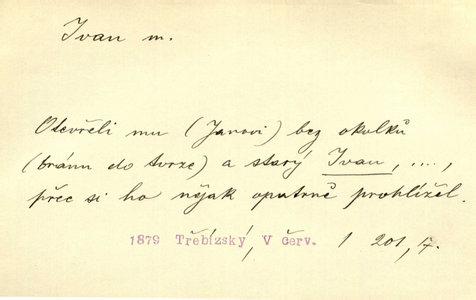 Ivan m.
Otevřeli mu (Janovi) bez okolků
(bránu do tvrze) a starý Ivan, ....,
přec si ho nějak opatrně prohlížel.
1879 Třebízský, V červ. 1 201, 17.